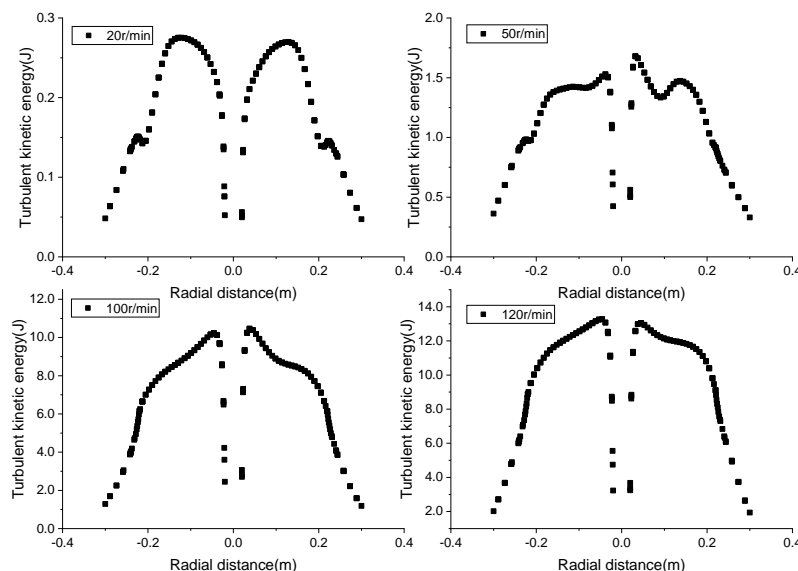 20r/min
Turbulent kinetic energy(J)
0.3
0.2
0.1
0.0
-0.4 -0.2 0.0 0.2 0.4
Radial distance(m)
50r/min
Turbulent kinetic energy(J)
2.0
1.5
1.0
0.5
0.0
-0.4 -0.2 0.0 0.2 0.4
Radial distance(m)
100r/min
Turbulent kinetic energy(J)
10.0
8.0
6.0
4.0
2.0
0.0
-0.4 -0.2 0.0 0.2 0.4
Radial distance(m)
120r/min
Turbulent kinetic energy(J)
14.0
12.0
10.0
8.0
6.0
4.0
2.0
-0.4 -0.2 0.0 0.2 0.4
Radial distance(m)